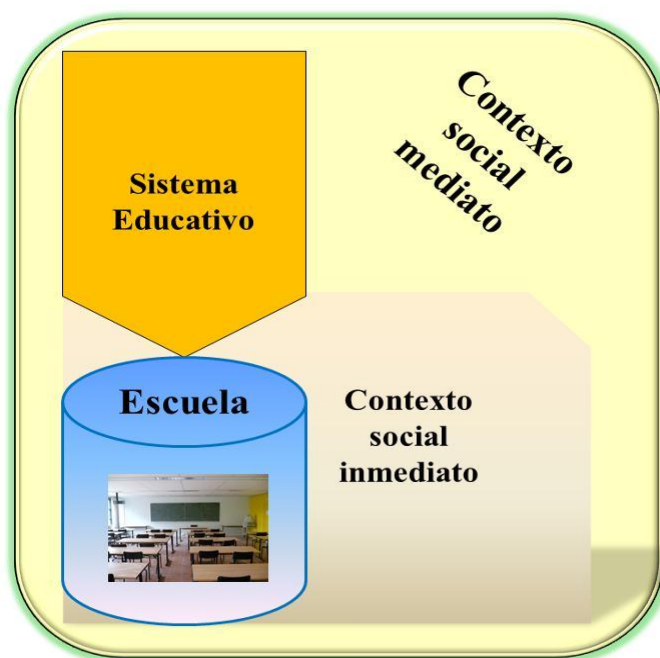 Contexto
social
mediato
Sistema
Educativo
Escuela
Contexto
social
inmediato